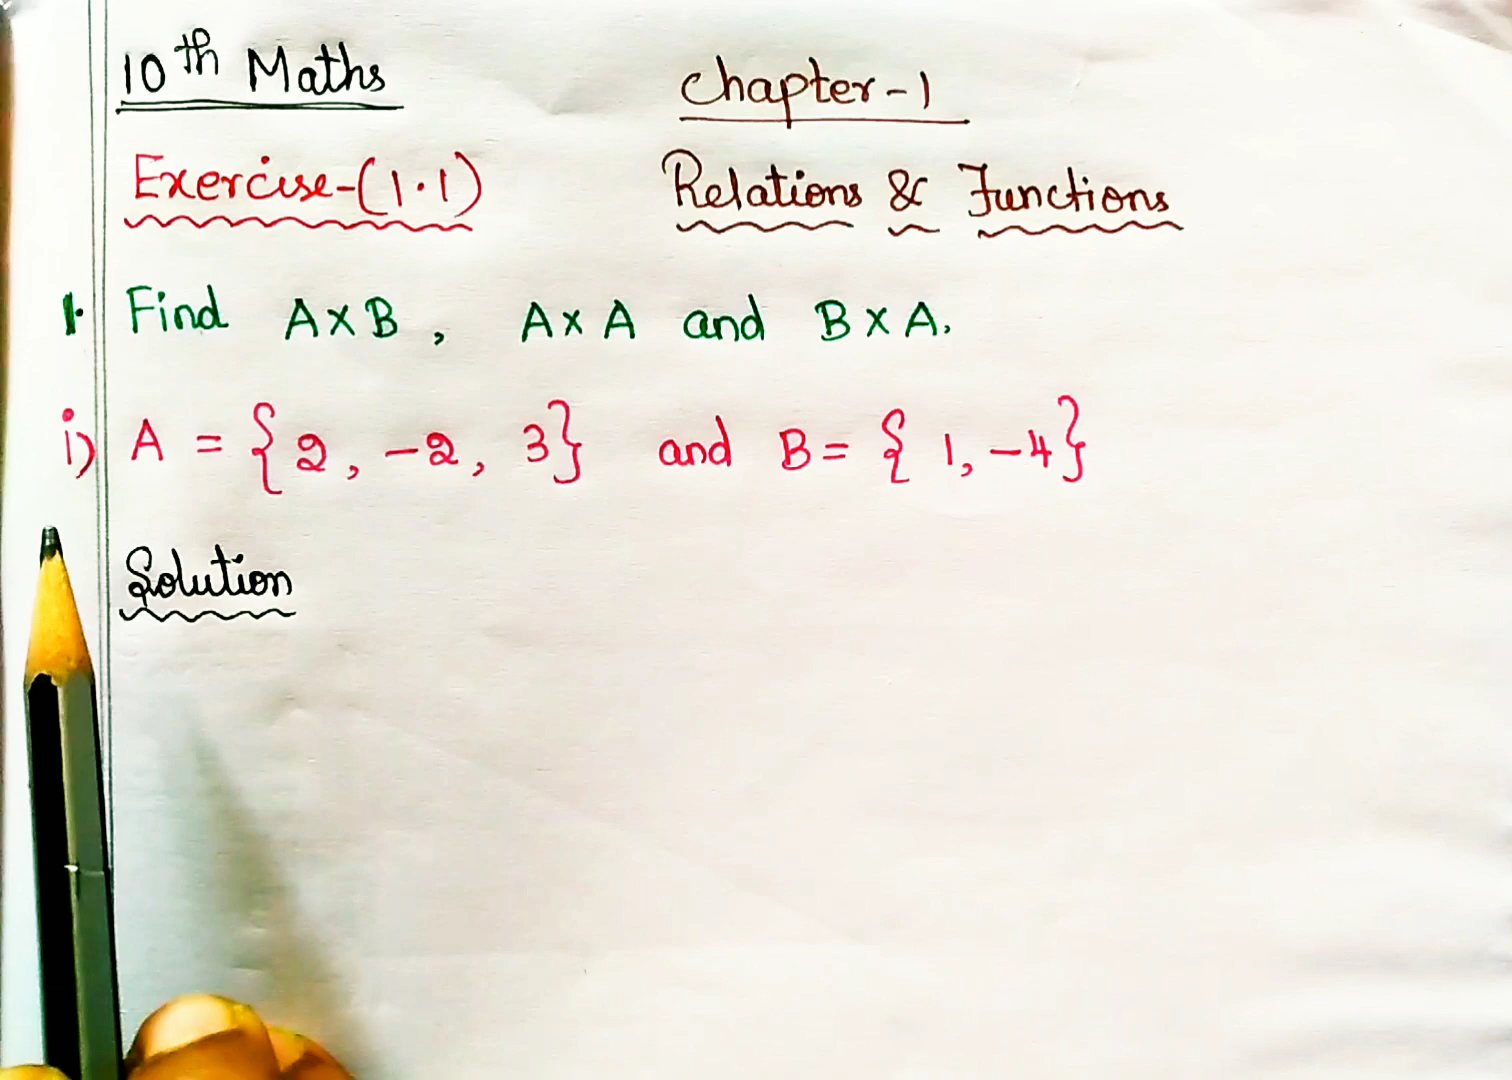 10th Maths
Chapter-1
Exercise-(1.1)
Relations & Functions
1. Find A×B, A×A and B×A.
i) A = {2, -2, 3} and B = {1, -4}
Solution